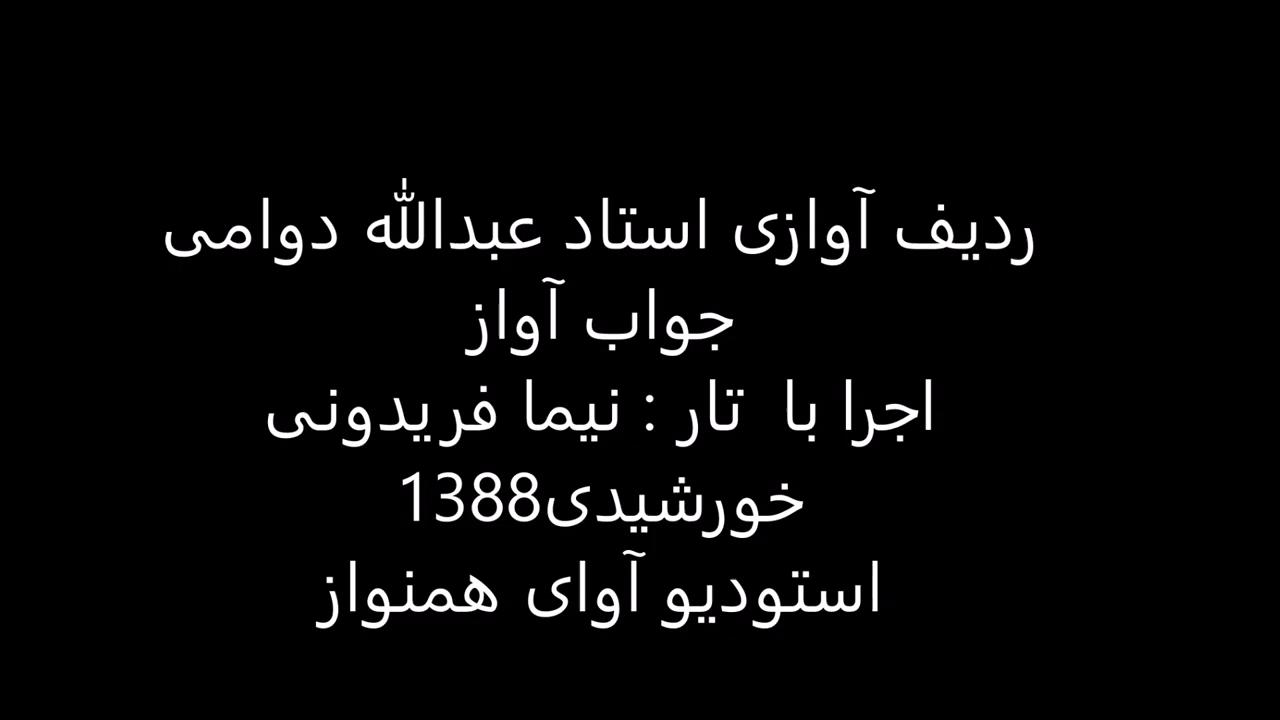 ردیف آوازی استاد عبدالله دوامی
جواب آواز
اجرا با تار : نیما فریدونی
خورشیدی1388
استودیو آوای همنواز